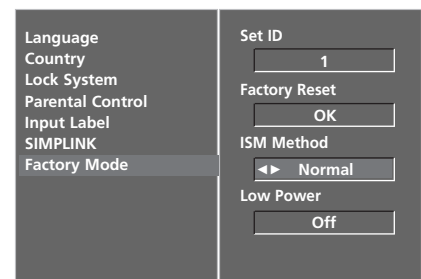 Language
Country
Lock System
Parental Control
Input Label
SIMPLINK
Factory Mode
Set ID
1
Factory Reset
OK
ISM Method
◄► Normal
Low Power
Off